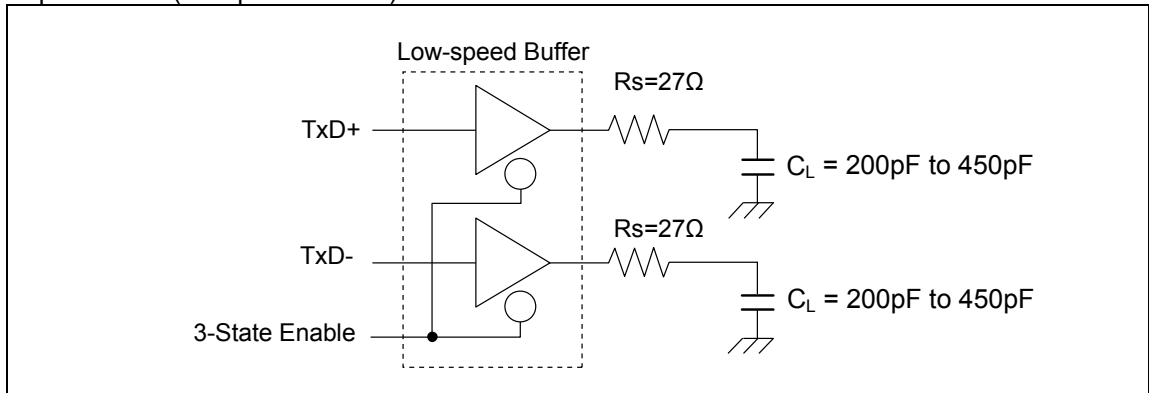 Low-speed Buffer
Rs=27Ω
TxD+
C_L = 200pF to 450pF
Rs=27Ω
TxD-
C_L = 200pF to 450pF
3-State Enable